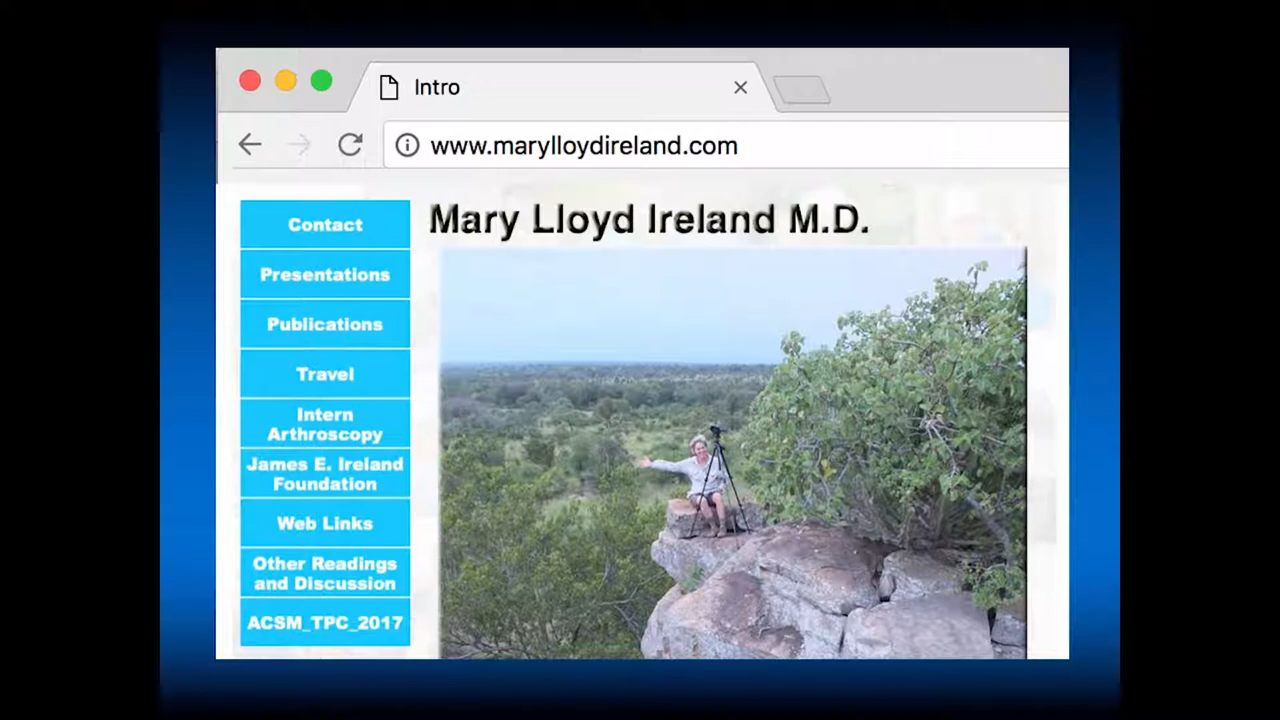 Intro
www.marylloydireland.com
Mary Lloyd Ireland M.D.
Contact
Presentations
Publications
Travel
Intern
Arthroscopy
James E. Ireland
Foundation
Web Links
Other Readings
and Discussion
ACSM_TPC_2017